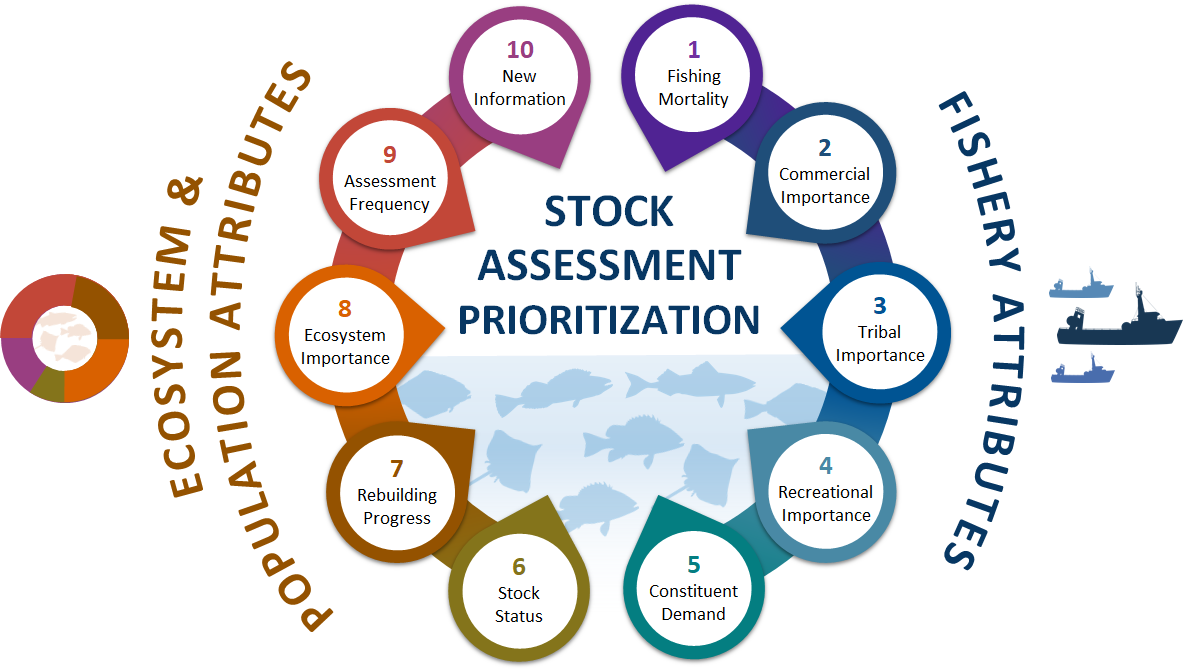 STOCK
ASSESSMENT
PRIORITIZATION
1
Fishing
Mortality
2
Commercial
Importance
3
Tribal
Importance
4
Recreational
Importance
5
Constituent
Demand
6
Stock
Status
7
Rebuilding
Progress
8
Ecosystem
Importance
9
Assessment
Frequency
10
New
Information
ECOSYSTEM &
POPULATION ATTRIBUTES
FISHERY ATTRIBUTES